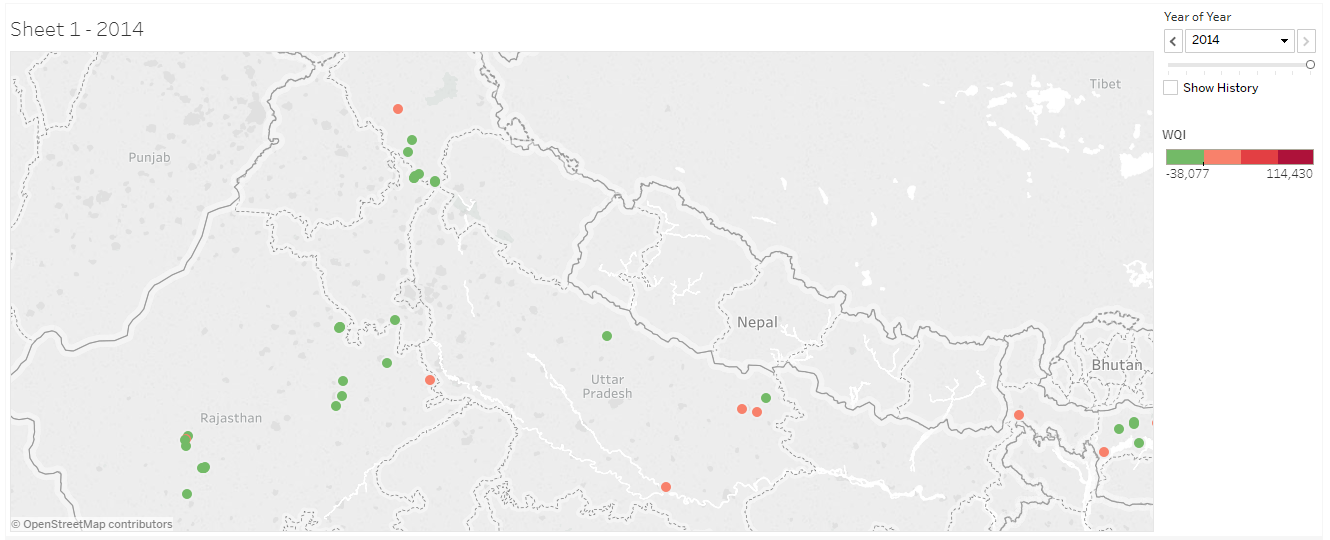 Sheet 1 - 2014
Year of Year
2014
Show History
WQI
-38,077
114,430
Tibet
Punjab
Nepal
Uttar
Pradesh
Bhutan
Rajasthan
© OpenStreetMap contributors